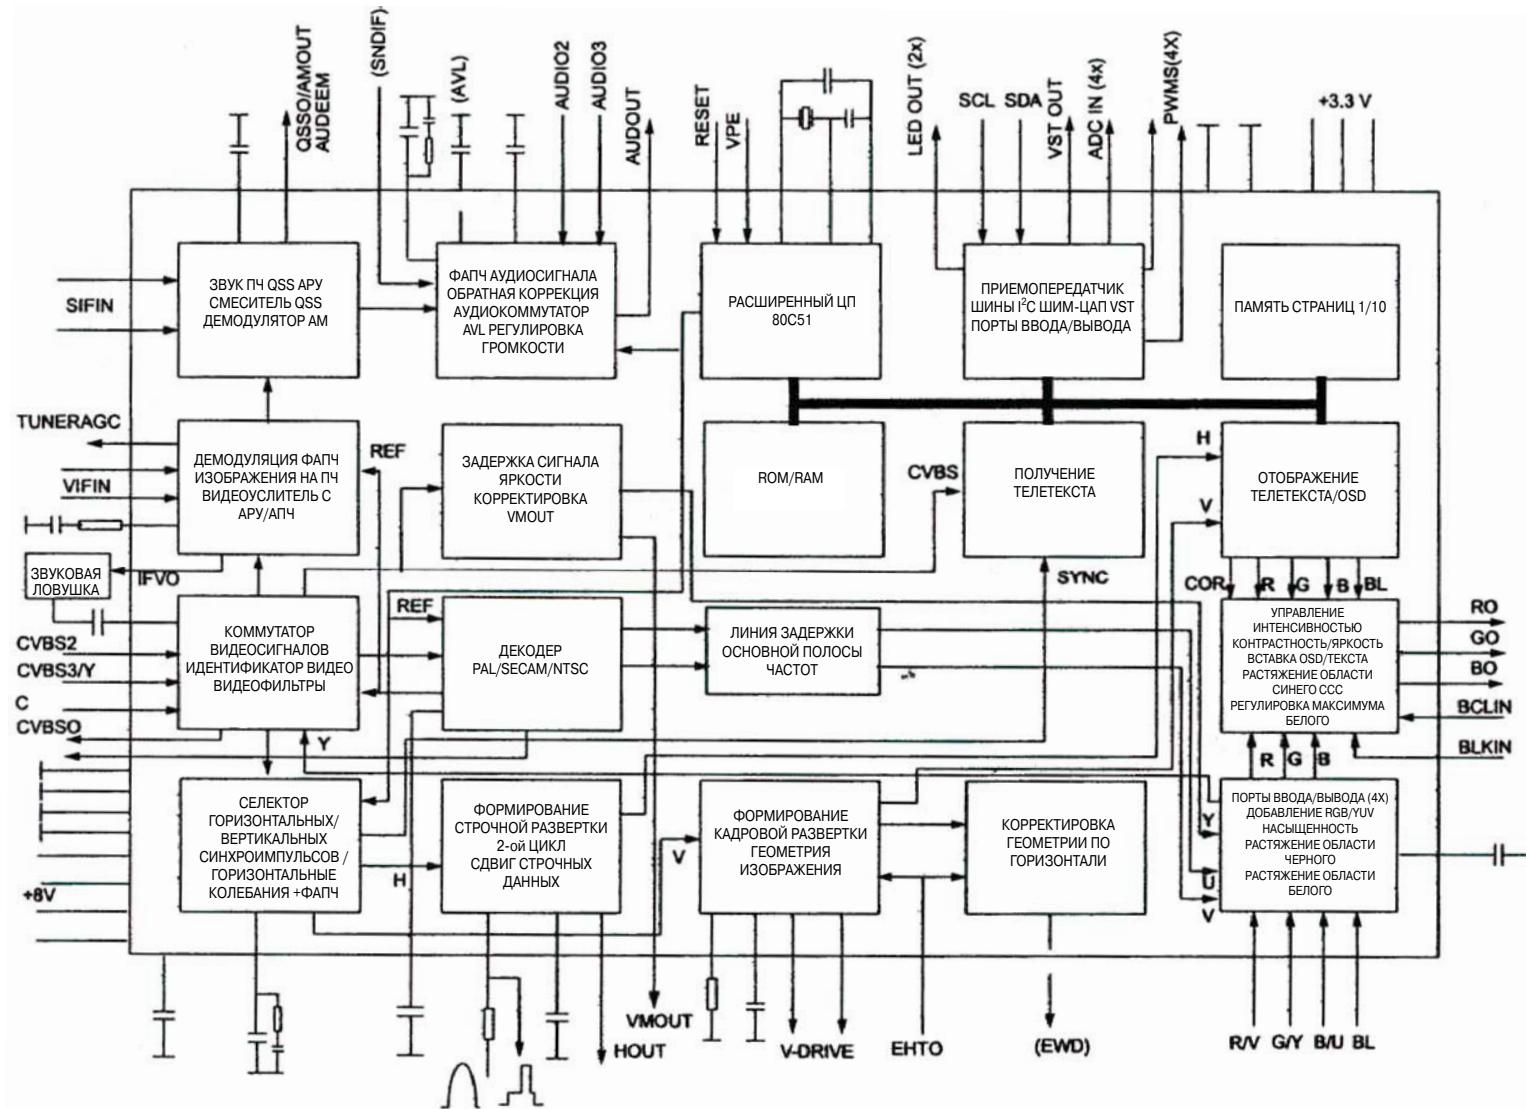 QSSO/AMOUT
AUDEEM
(SNDIF)
(AVL)
AUDIO2
AUDIO3
AUDOUT
RESET
VPE
LED OUT (2x)
SCL
SDA
VST OUT
ADC IN (4x)
PWMS(4X)
+3.3 V
SIFIN
ЗВУК ПЧ QSS АРУ
СМЕСИТЕЛЬ QSS
ДЕМОДУЛЯТОР АМ
ФАПЧ АУДИОСИГНАЛА
ОБРАТНАЯ КОРРЕКЦИЯ
АУДИОКОММУТАТОР
AVL РЕГУЛИРОВКА
ГРОМКОСТИ
РАСШИРЕННЫЙ ЦП
80C51
ПРИЕМОПЕРЕДАТЧИК
ШИНЫ I²C ШИМ-ЦАП VST
ПОРТЫ ВВОДА/ВЫВОДА
ПАМЯТЬ СТРАНИЦ 1/10
TUNERAGC
VIFIN
ДЕМОДУЛЯЦИЯ ФАПЧ
ИЗОБРАЖЕНИЯ НА ПЧ
ВИДЕОУСЛИТЕЛЬ С
АРУ/АПЧ
REF
ЗАДЕРЖКА СИГНАЛА
ЯРКОСТИ
КОРРЕКТИРОВКА
VMOUT
ROM/RAM
CVBS
ПОЛУЧЕНИЕ
ТЕЛЕТЕКСТА
H
V
ОТОБРАЖЕНИЕ
ТЕЛЕТЕКСТА/OSD
ЗВУКОВАЯ
ЛОВУШКА
IFVO
SYNC
COR
R
G
B
BL
CVBS2
CVBS3/Y
C
CVBSO
КОММУТАТОР
ВИДЕОСИГНАЛОВ
ИДЕНТИФИКАТОР ВИДЕО
ВИДЕОФИЛЬТРЫ
REF
ДЕКОДЕР
PAL/SECAM/NTSC
ЛИНИЯ ЗАДЕРЖКИ
ОСНОВНОЙ ПОЛОСЫ
ЧАСТОТ
УПРАВЛЕНИЕ
ИНТЕНСИВНОСТЬЮ
КОНТРАСТНОСТЬ/ЯРКОСТЬ
ВСТАВКА OSD/ТЕКСТА
РАСТЯЖЕНИЕ ОБЛАСТИ
СИНЕГО CCC
РЕГУЛИРОВКА МАКСИМУМА
БЕЛОГО
RO
GO
BO
BCLIN
BLKIN
Y
R
G
B
+8V
СЕЛЕКТОР
ГОРИЗОНТАЛЬНЫХ/
ВЕРТИКАЛЬНЫХ
СИНХРОИМПУЛЬСОВ /
ГОРИЗОНТАЛЬНЫЕ
КОЛЕБАНИЯ +ФАПЧ
H
ФОРМИРОВАНИЕ
СТРОЧНОЙ РАЗВЕРТКИ
2-ой ЦИКЛ
СДВИГ СТРОЧНЫХ
ДАННЫХ
V
ФОРМИРОВАНИЕ
КАДРОВОЙ РАЗВЕРТКИ
ГЕОМЕТРИЯ
ИЗОБРАЖЕНИЯ
КОРРЕКТИРОВКА
ГЕОМЕТРИИ ПО
ГОРИЗОНТАЛИ
Y
U
V
ПОРТЫ ВВОДА/ВЫВОДА (4X)
ДОБАВЛЕНИЕ RGB/YUV
НАСЫЩЕННОСТЬ
РАСТЯЖЕНИЕ ОБЛАСТИ
ЧЕРНОГО
РАСТЯЖЕНИЕ ОБЛАСТИ
БЕЛОГО
VMOUT
HOUT
V-DRIVE
EHTO
(EWD)
R/V
G/Y
B/U
BL